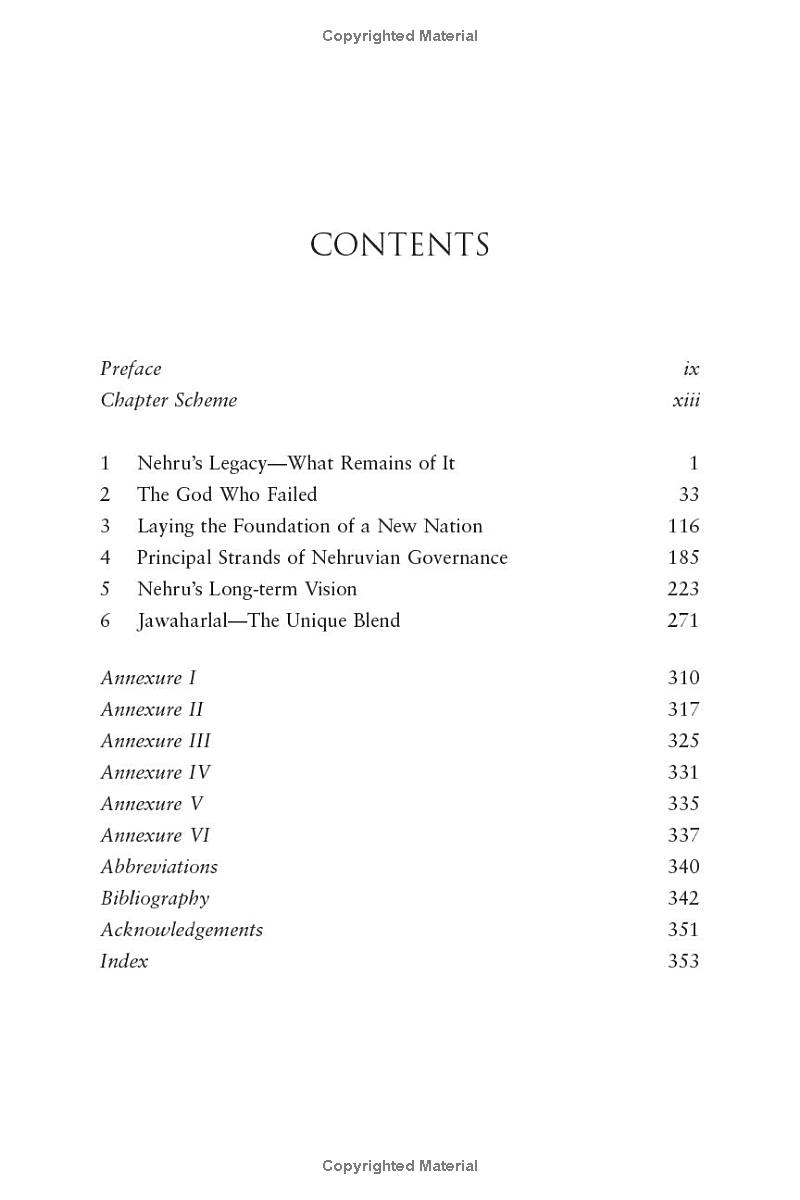 Copyrighted Material
CONTENTS
Preface ix
Chapter Scheme xiii
1 Nehru's Legacy—What Remains of It 1
2 The God Who Failed 33
3 Laying the Foundation of a New Nation 116
4 Principal Strands of Nehruvian Governance 185
5 Nehru's Long-term Vision 223
6 Jawaharlal—The Unique Blend 271
Annexure I 310
Annexure II 317
Annexure III 325
Annexure IV 331
Annexure V 335
Annexure VI 337
Abbreviations 340
Bibliography 342
Acknowledgements 351
Index 353
Copyrighted Material